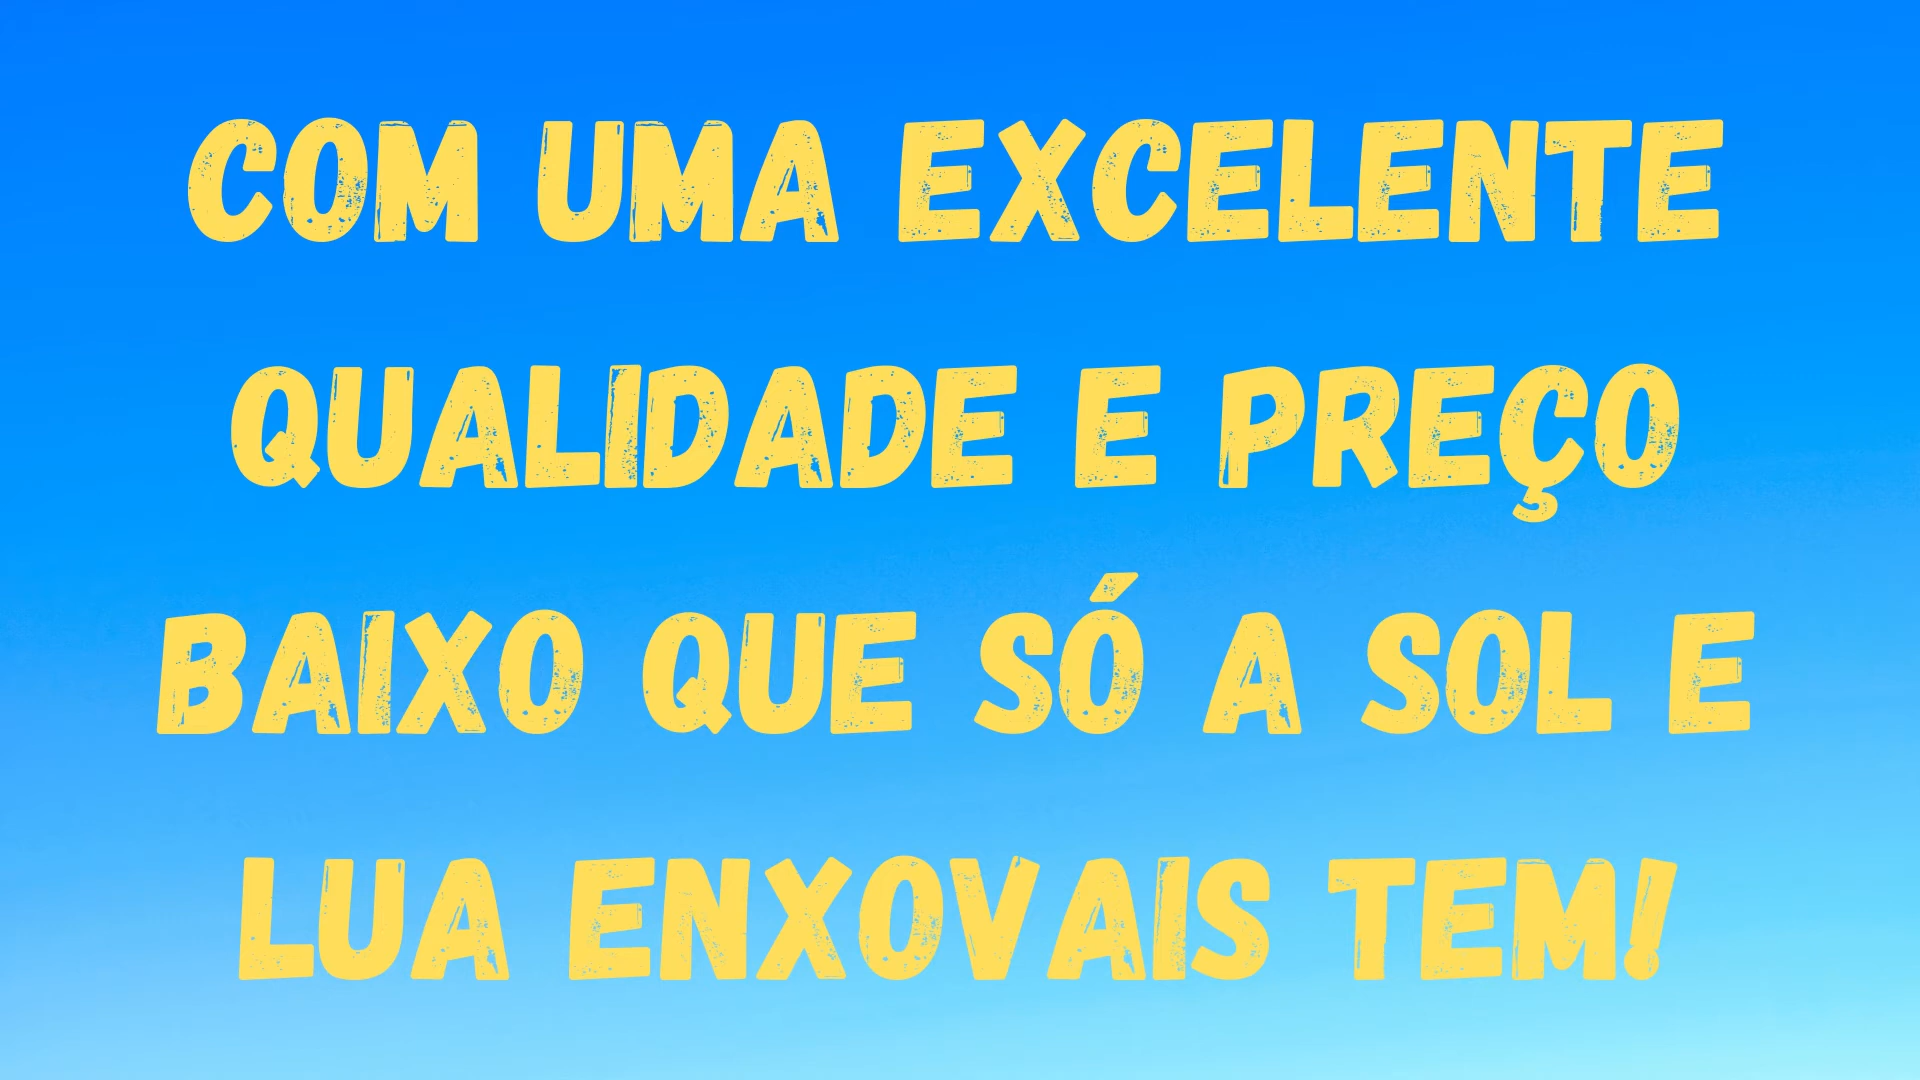 COM UMA EXCELENTE
QUALIDADE E PREÇO
BAIXO QUE SÓ A SOL E
LUA ENXOVAIS TEM!